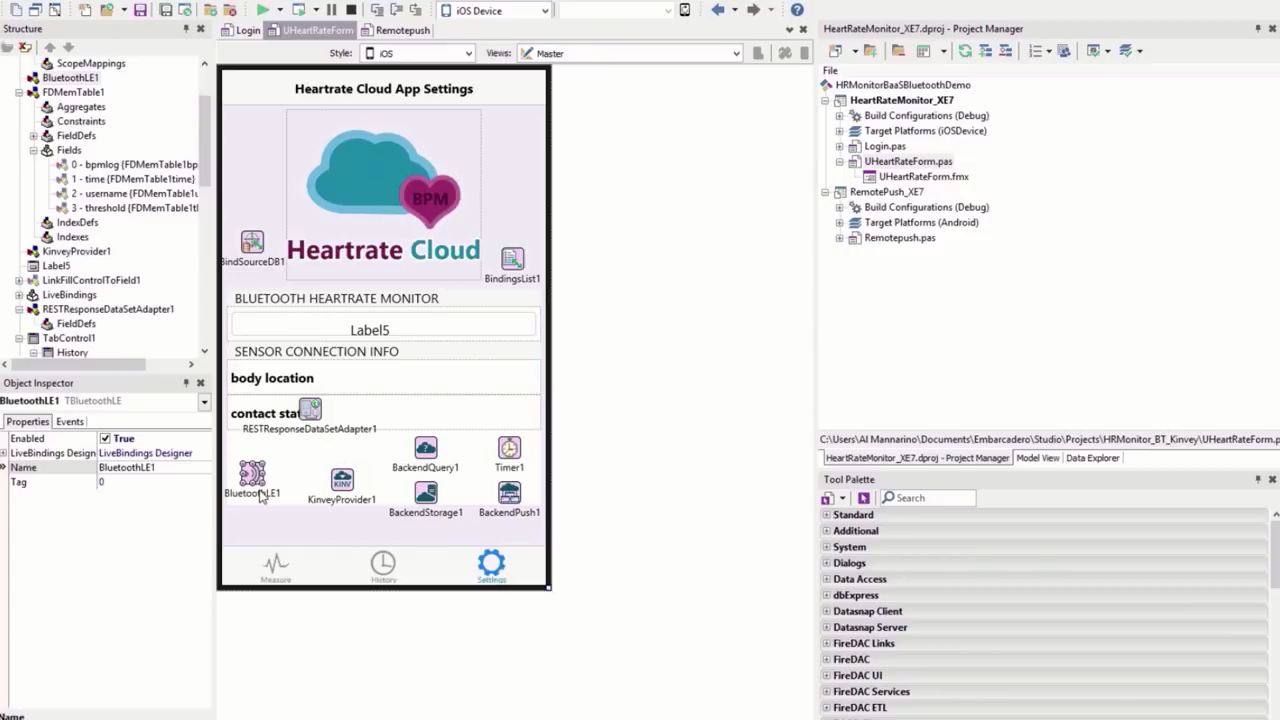 iOS Device
Structure
ScopeMappings
BluetoothLE1
FDMemTable1
Aggregates
Constraints
FieldDefs
Fields
0 - bpmlog {FDMemTable1bp
1 - time {FDMemTable1time}
2 - username {FDMemTable1u
3 - threshold {FDMemTable1tl
IndexDefs
Indexes
KinveyProvider1
Label5
LinkFillControlToField1
LiveBindings
RESTResponseDataSetAdapter1
FieldDefs
TabControl1
History
Object Inspector
BluetoothLE1 TBluetoothLE
Properties Events
Enabled True
LiveBindings Design LiveBindings Designer
Name BluetoothLE1
Tag 0
Name
Login UHeartRateForm Remotepush
Style: iOS Views: Master
Heartrate Cloud App Settings
BPM
Heartrate Cloud
BindSourceDB1
BindingsList1
BLUETOOTH HEARTRATE MONITOR
Label5
SENSOR CONNECTION INFO
body location
contact stat
RESTResponseDataSetAdapter1
BackendQuery1
Timer1
BluetoothLE1
KINV
KinveyProvider1
BackendStorage1
BackendPush1
Measure
History
Settings
HeartRateMonitor_XE7.dproj - Project Manager
File
HRMonitorBaaSBluetoothDemo
HeartRateMonitor_XE7
Build Configurations (Debug)
Target Platforms (iOSDevice)
Login.pas
UHeartRateForm.pas
UHeartRateForm.fmx
RemotePush_XE7
Build Configurations (Debug)
Target Platforms (Android)
Remotepush.pas
C:\Users\Al Mannarino\Documents\Embarcadero\Studio\Projects\HRMonitor_BT_Kinvey\UHeartRateForm.p
HeartRateMonitor_XE7.dproj - Project Manager Model View Data Explorer
Tool Palette
Search
Standard
Additional
System
Dialogs
Data Access
dbExpress
Datasnap Client
Datasnap Server
FireDAC Links
FireDAC
FireDAC UI
FireDAC Services
FireDAC ETL